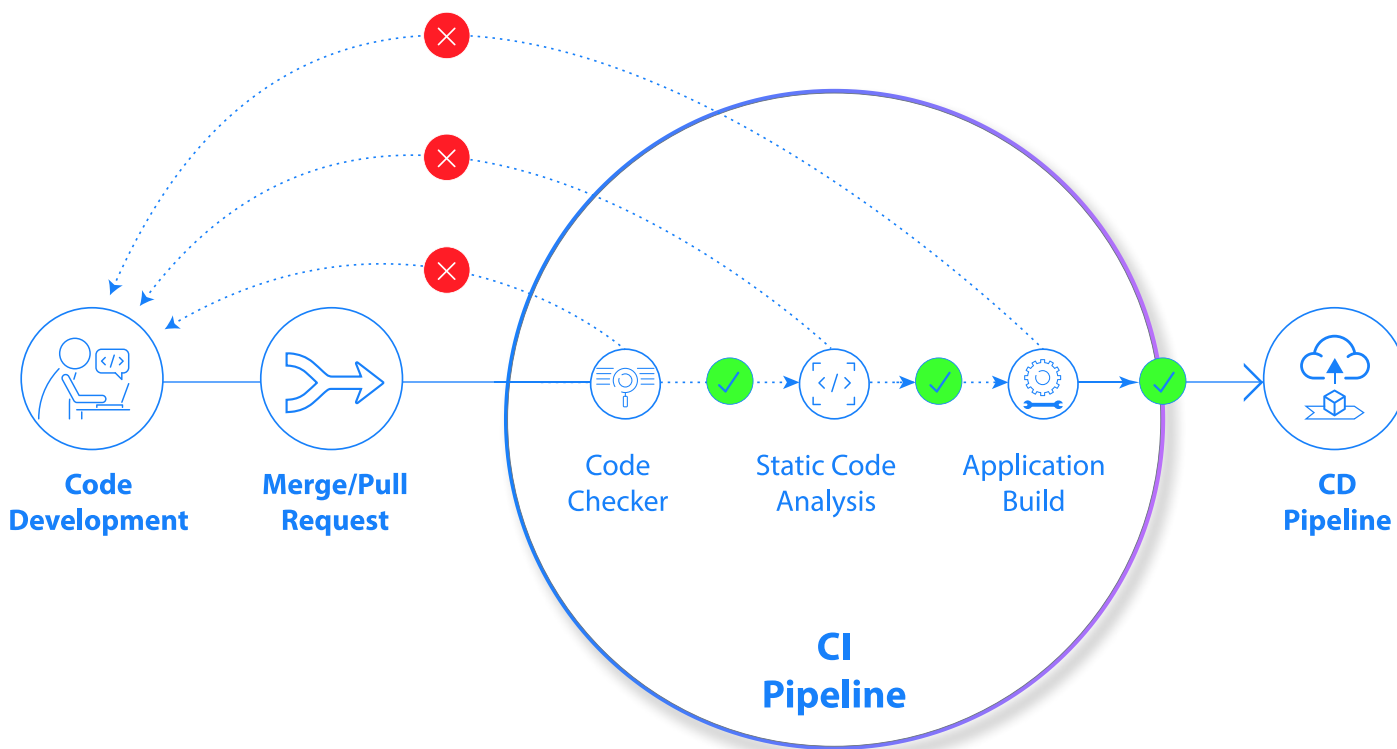 Code
Development
Merge/Pull
Request
</>
Code
Checker
</>
Static Code
Analysis
Application
Build
CI
Pipeline
CD
Pipeline